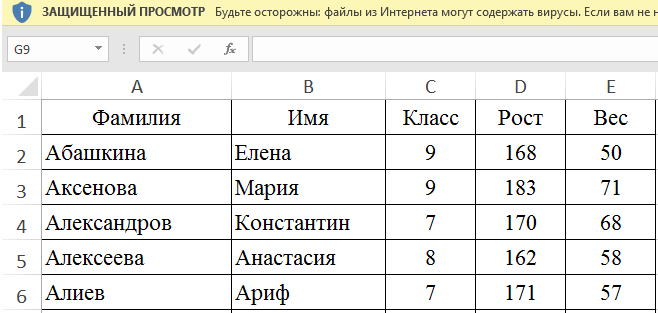 ЗАЩИЩЕННЫЙ ПРОСМОТР Будьте осторожны: файлы из Интернета могут содержать вирусы. Если вам не
G9 fx
A B C D E
1 Фамилия Имя Класс Рост Вес
2 Абашкина Елена 9 168 50
3 Аксенова Мария 9 183 71
4 Александров Константин 7 170 68
5 Алексеева Анастасия 8 162 58
6 Алиев Ариф 7 171 57